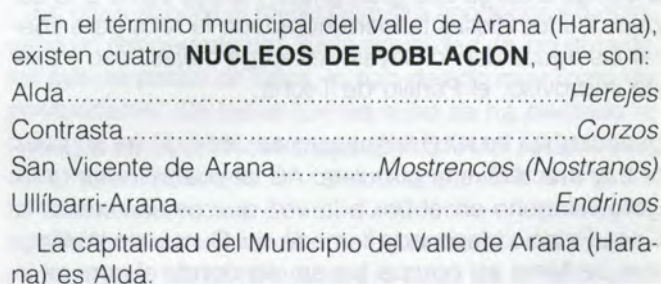 En el término municipal del Valle de Arana (Harana),
existen cuatro NUCLEOS DE POBLACION, que son:
Alda..........................................................Herejes
Contrasta..................................................Corzos
San Vicente de Arana..........Mostrencos (Nostranos)
Ullíbarri-Arana..........................................Endrinos
La capitalidad del Municipio del Valle de Arana (Hara-
na) es Alda.